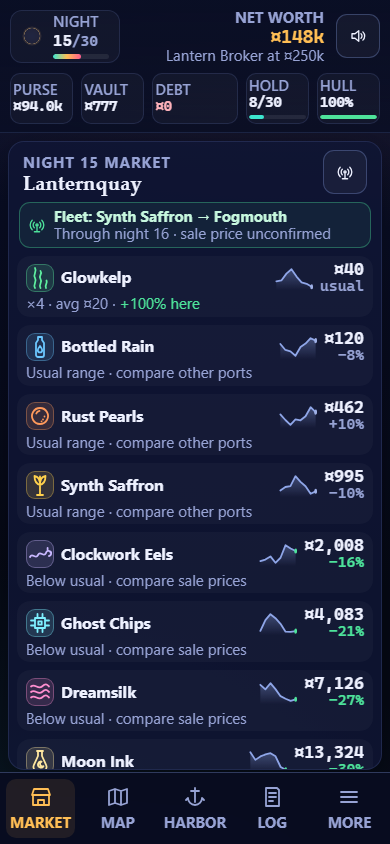 NIGHT
15/30
NET WORTH
¤148k
Lantern Broker at ¤250k
PURSE
¤94.0k
VAULT
¤777
DEBT
¤0
HOLD
8/30
HULL
100%
NIGHT 15 MARKET
Lanternquay
Fleet: Synth Saffron → Fogmouth
Through night 16 · sale price unconfirmed
Glowkelp
¤40
usual
×4 · avg ¤20 · +100% here
Bottled Rain
¤120
−8%
Usual range · compare other ports
Rust Pearls
¤462
+10%
Usual range · compare other ports
Synth Saffron
¤995
−10%
Usual range · compare other ports
Clockwork Eels
¤2,008
−16%
Below usual · compare sale prices
Ghost Chips
¤4,083
−21%
Below usual · compare sale prices
Dreamsilk
¤7,126
−27%
Below usual · compare sale prices
Moon Ink
¤13,324
−30%
MARKET
MAP
HARBOR
LOG
MORE